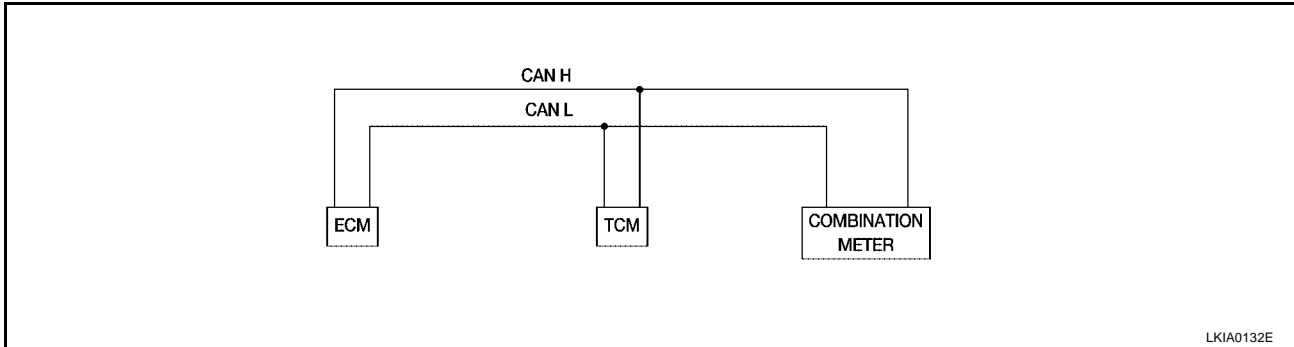 CAN H
CAN L
ECM
TCM
COMBINATION
METER
LKIA0132E